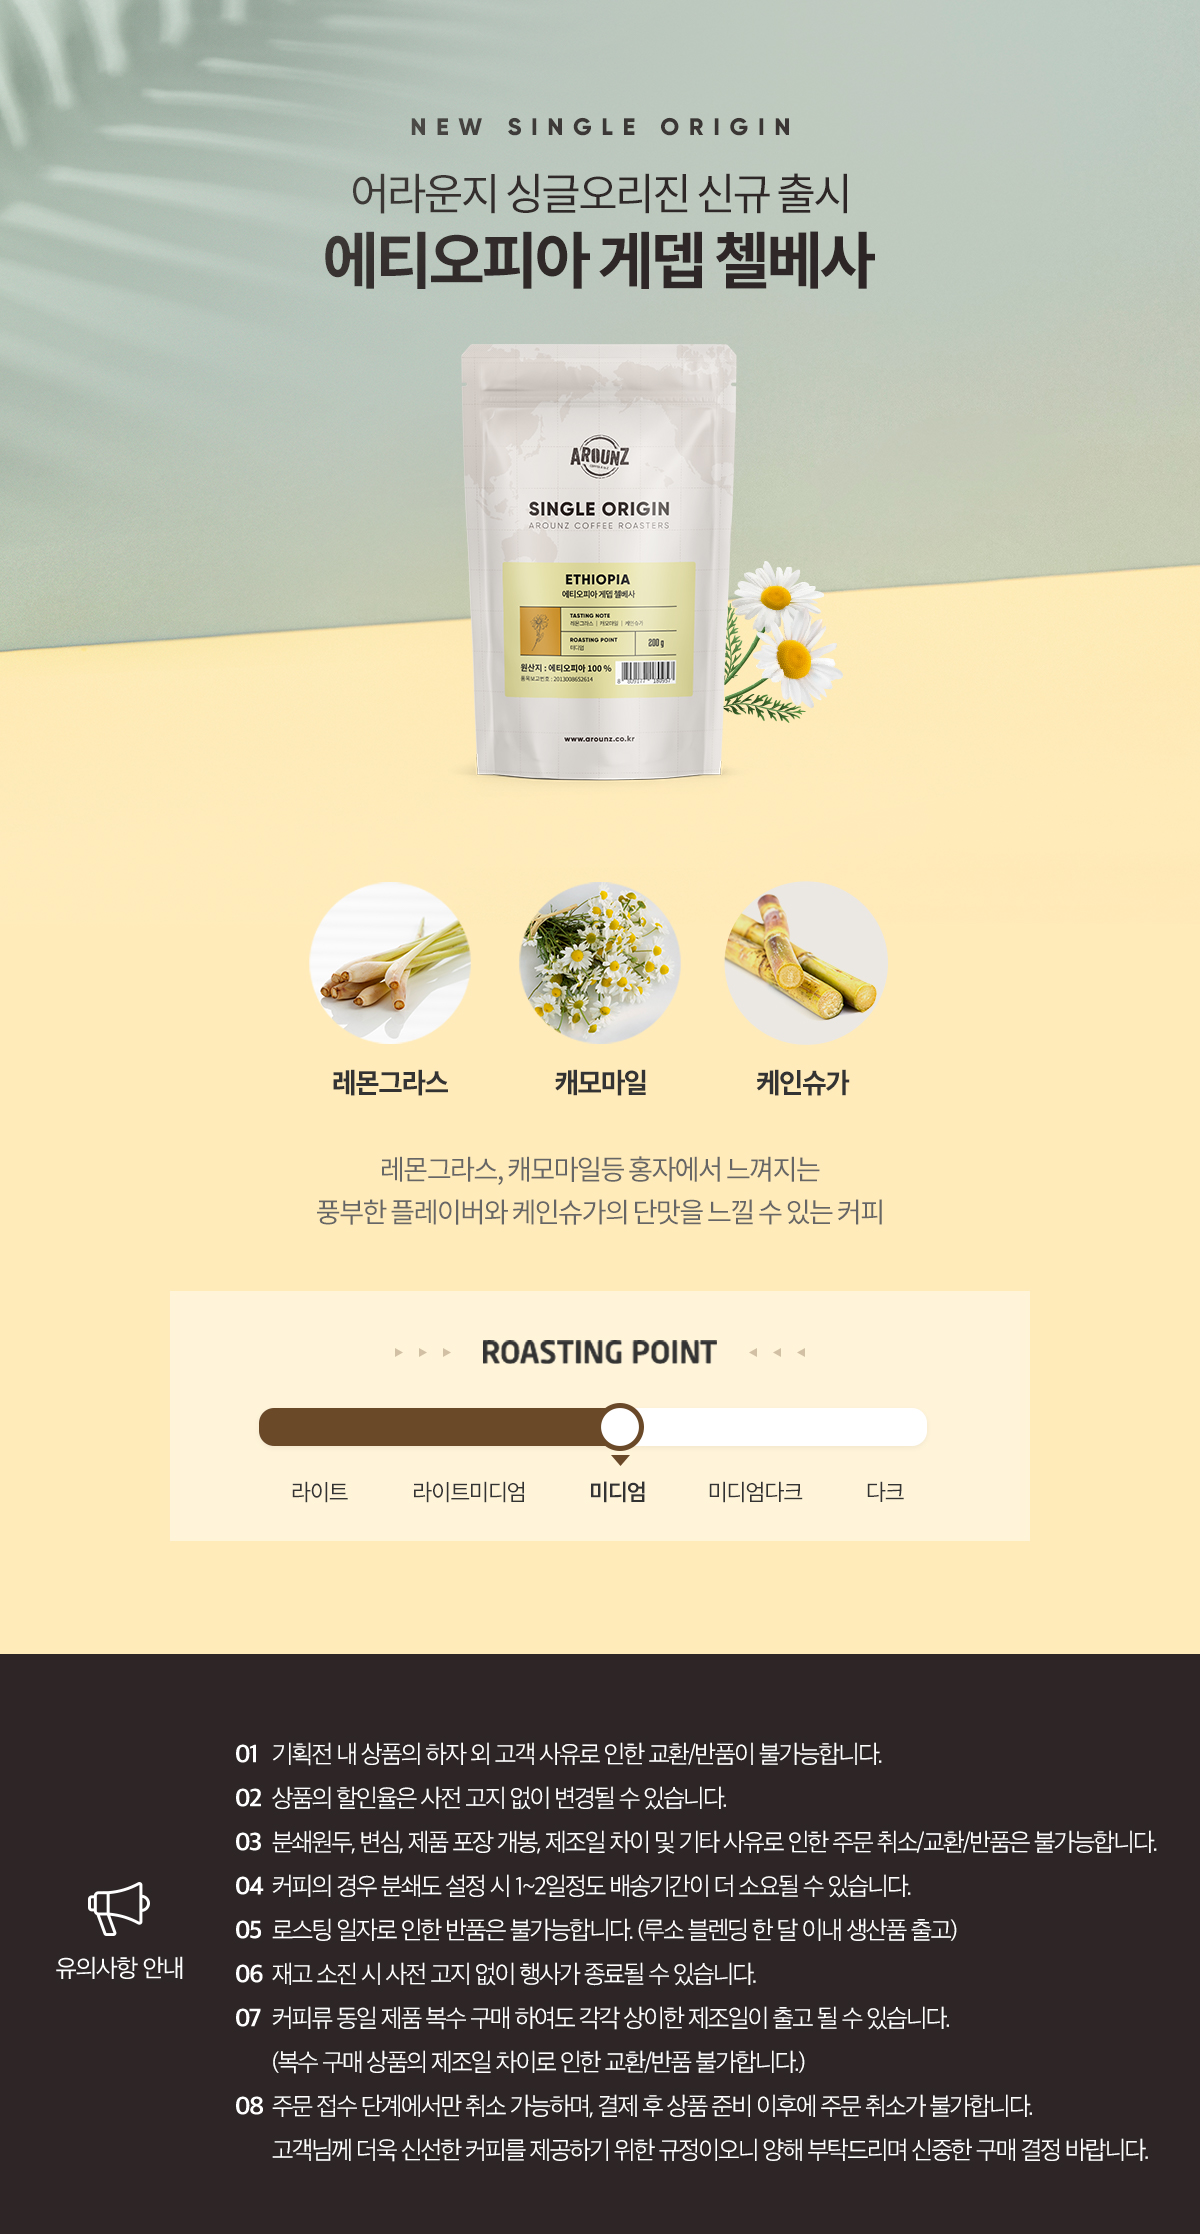 NEW SINGLE ORIGIN
어라운지 싱글오리진 신규 출시
에티오피아 게뎁 첼베사
AROUNZ
SINGLE ORIGIN
AROUNZ COFFEE ROASTERS
ETHIOPIA
에티오피아 게뎁 첼베사
TASTING NOTE
레몬그라스 | 캐모마일 | 케인슈가
ROASTING POINT
미디엄
200 g
원산지 : 에티오피아 100 %
품목보고번호 : 2013008652614
www.arounz.co.kr
레몬그라스
캐모마일
케인슈가
레몬그라스, 캐모마일등 홍자에서 느껴지는
풍부한 플레이버와 케인슈가의 단맛을 느낄 수 있는 커피
ROASTING POINT
라이트
라이트미디엄
미디엄
미디엄다크
다크
유의사항 안내
01 기획전 내 상품의 하자 외 고객 사유로 인한 교환/반품이 불가능합니다.
02 상품의 할인율은 사전 고지 없이 변경될 수 있습니다.
03 분쇄원두, 변심, 제품 포장 개봉, 제조일 차이 및 기타 사유로 인한 주문 취소/교환/반품은 불가능합니다.
04 커피의 경우 분쇄도 설정 시 1~2일정도 배송기간이 더 소요될 수 있습니다.
05 로스팅 일자로 인한 반품은 불가능합니다. (루소 블렌딩 한 달 이내 생산품 출고)
06 재고 소진 시 사전 고지 없이 행사가 종료될 수 있습니다.
07 커피류 동일 제품 복수 구매 하여도 각각 상이한 제조일이 출고 될 수 있습니다.
(복수 구매 상품의 제조일 차이로 인한 교환/반품 불가합니다.)
08 주문 접수 단계에서만 취소 가능하며, 결제 후 상품 준비 이후에 주문 취소가 불가합니다.
고객님께 더욱 신선한 커피를 제공하기 위한 규정이오니 양해 부탁드리며 신중한 구매 결정 바랍니다.